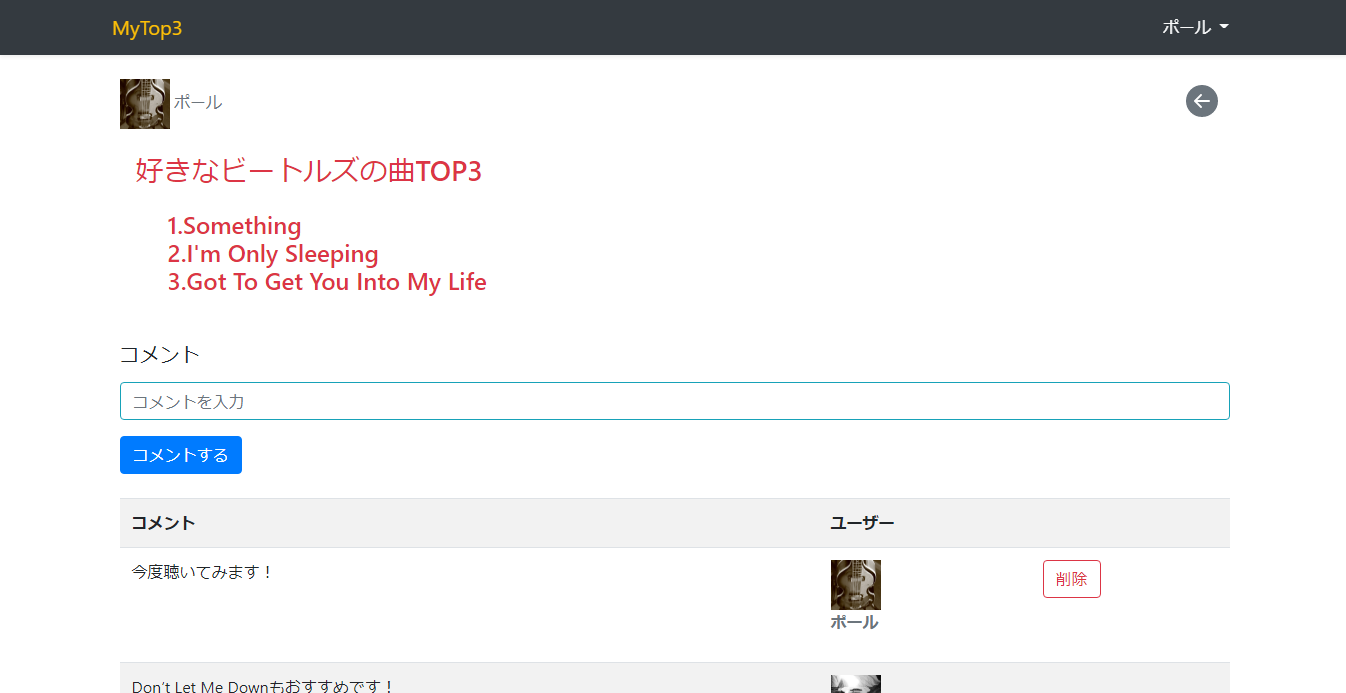 MyTop3
ポール
ポール
好きなビートルズの曲TOP3
1.Something
2.I'm Only Sleeping
3.Got To Get You Into My Life
コメント
コメントを入力
コメントする
コメント ユーザー
今度聴いてみます！ 削除
ポール
Don’t Let Me Downもおすすめです！